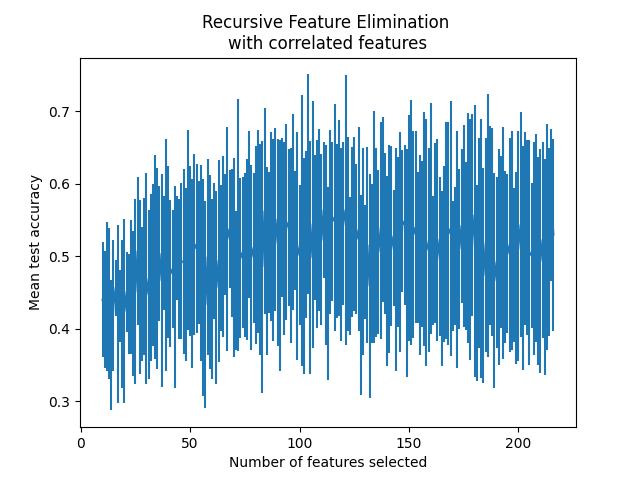 Recursive Feature Elimination
with correlated features
Mean test accuracy
0.7
0.6
0.5
0.4
0.3
0
50
100
150
200
Number of features selected